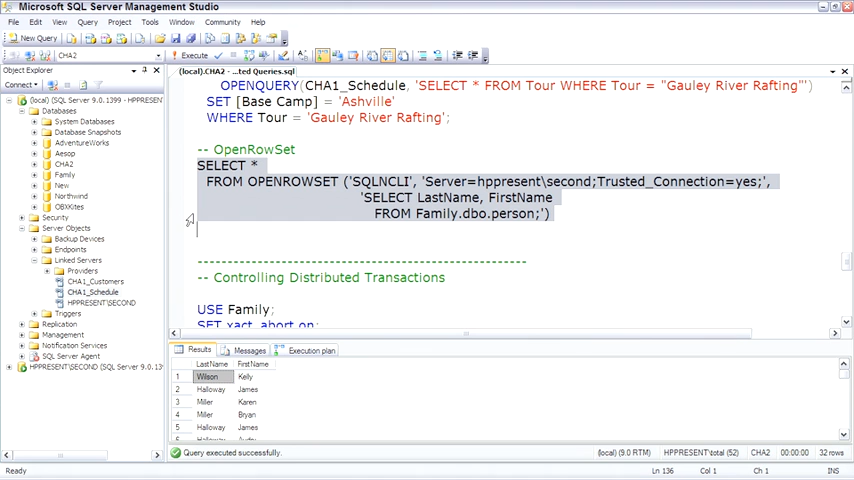 Microsoft SQL Server Management Studio
File Edit View Query Project Tools Window Community Help
New Query
CHA2 Execute
Object Explorer
Connect
(local) (SQL Server 9.0.1399 - HPPRESENT\t
Databases
System Databases
Database Snapshots
AdventureWorks
Aesop
CHA2
Family
New
Northwind
OBXKites
Security
Server Objects
Backup Devices
Endpoints
Linked Servers
Providers
CHA1_Customers
CHA1_Schedule
HPPRESENT\SECOND
Triggers
Replication
Management
Notification Services
SQL Server Agent
HPPRESENT\SECOND (SQL Server 9.0.13
(local).CHA2 - ...ted Queries.sql
OPENQUERY(CHA1_Schedule, 'SELECT * FROM Tour WHERE Tour = "Gauley River Rafting"')
SET [Base Camp] = 'Ashville'
WHERE Tour = 'Gauley River Rafting';
-- OpenRowSet
SELECT *
FROM OPENROWSET ('SQLNCLI', 'Server=hppresent\second;Trusted_Connection=yes;',
'SELECT LastName, FirstName
FROM Family.dbo.person;')
-----------------------------------------------------
-- Controlling Distributed Transactions
USE Family;
SET xact_abort on;
Results Messages Execution plan
LastName FirstName
1 Wilson Kelly
2 Halloway James
3 Miller Karen
4 Miller Bryan
5 Halloway James
6 Halloway Audry
Query executed successfully. (local) (9.0 RTM) HPPRESENT\total (52) CHA2 00:00:00 32 rows
Ready Ln 136 Col 1 Ch 1 INS